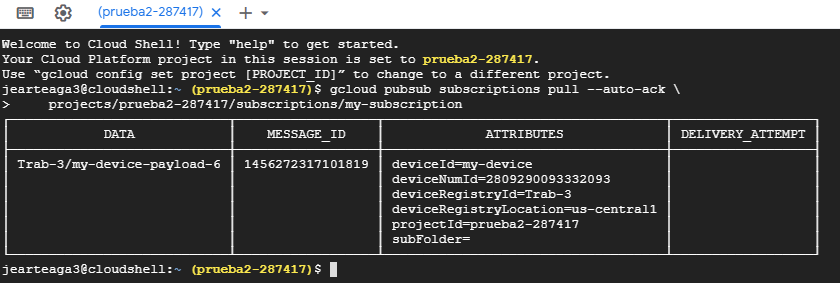 (prueba2-287417)
Welcome to Cloud Shell! Type "help" to get started.
Your Cloud Platform project in this session is set to prueba2-287417.
Use “gcloud config set project [PROJECT_ID]” to change to a different project.
jearteaga3@cloudshell:~ (prueba2-287417)$ gcloud pubsub subscriptions pull --auto-ack \
> projects/prueba2-287417/subscriptions/my-subscription
DATA MESSAGE_ID ATTRIBUTES DELIVERY_ATTEMPT
Trab-3/my-device-payload-6 1456272317101819 deviceId=my-device
deviceNumId=2809290093332093
deviceRegistryId=Trab-3
deviceRegistryLocation=us-central1
projectId=prueba2-287417
subFolder=
jearteaga3@cloudshell:~ (prueba2-287417)$